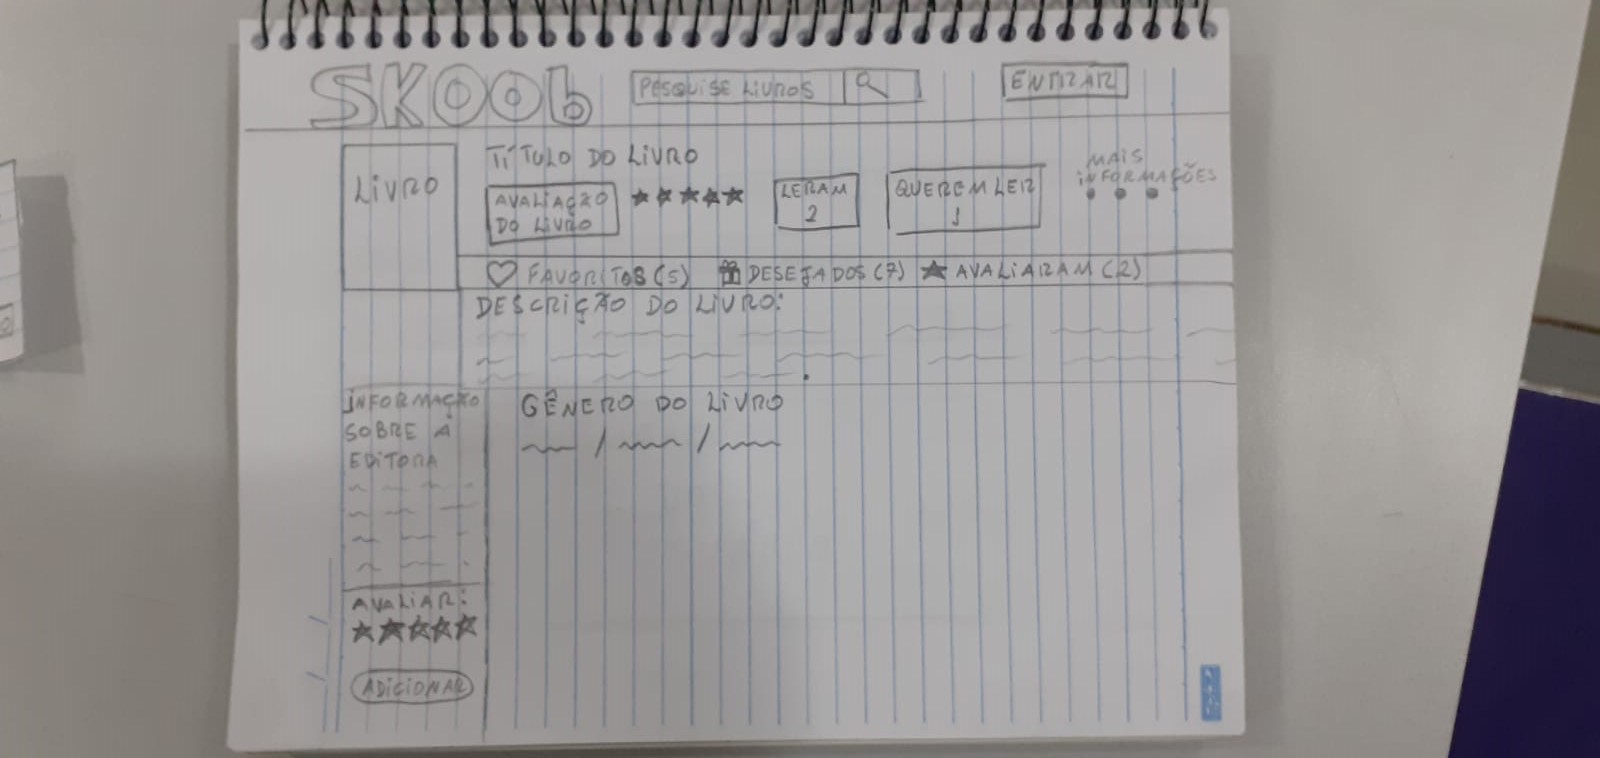 SKOOb
PESQUISE LIVROS
ENTRAR
LIVRO
TÍTULO DO LIVRO
AVALIAÇÃO
DO LIVRO
LERAM
2
QUEREM LER
1
MAIS
INFORMAÇÕES
FAVORITOS (5) DESEJADOS (7) AVALIARAM (2)
DESCRIÇÃO DO LIVRO:
INFORMAÇÃO
SOBRE A
EDITORA
GÊNERO DO LIVRO
/ /
AVALIAR:
ADICIONAR